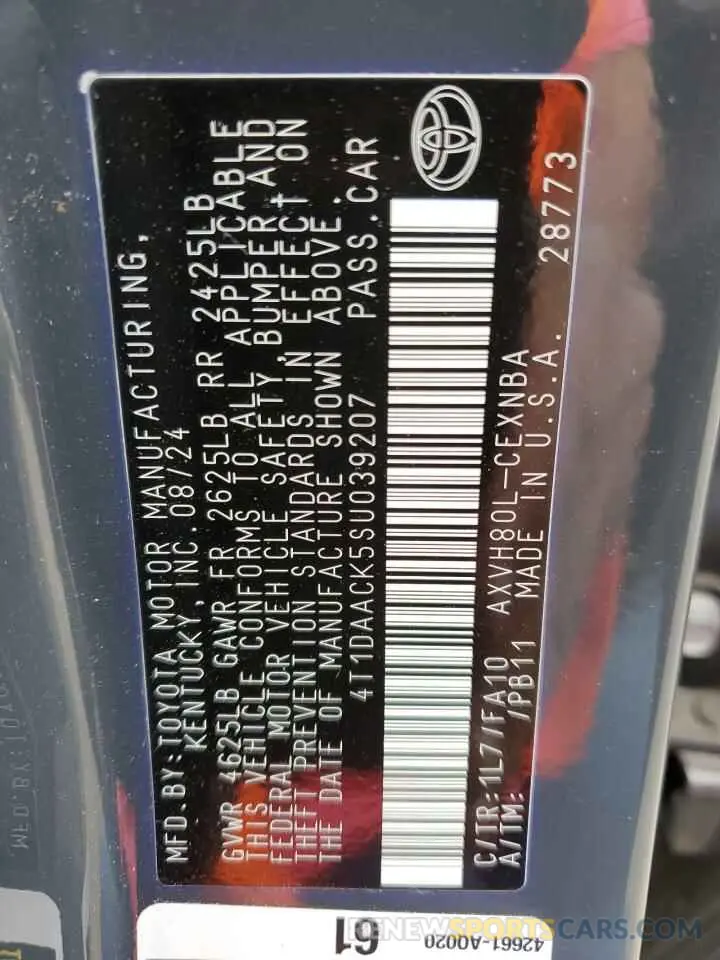 MFD.BY:TOYOTA MOTOR MANUFACTURING,
KENTUCKY, INC. 08/24
GVWR 4625LB GAWR FR 2625LB RR 2425LB
THIS VEHICLE CONFORMS TO ALL APPLICABLE
FEDERAL MOTOR VEHICLE SAFETY, BUMPER AND
THEFT PREVENTION STANDARDS IN EFFECT ON
THE DATE OF MANUFACTURE SHOWN ABOVE.
4T1DAACK5SU039207 PASS.CAR
C/TR:1L7/FA10 AXVH80L-CEXNBA
A/TM: /PB11 MADE IN U.S.A. 28773
61
42661-A0020
RENEWSPORTSCARS.COM